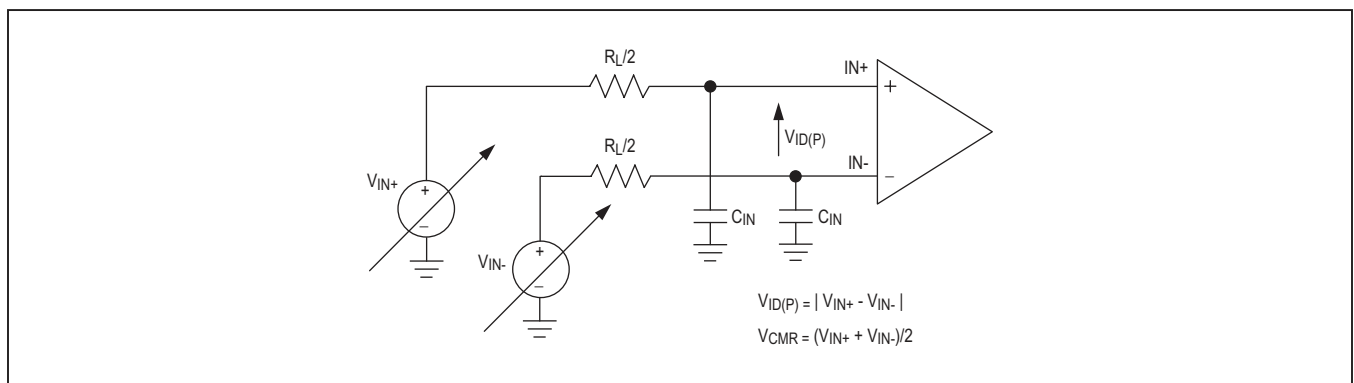 RL/2
IN+
+
VID(P)
RL/2
IN-
−
VIN+
+
−
CIN
CIN
VIN-
+
−
VID(P) = | VIN+ - VIN- |
VCMR = (VIN+ + VIN-)/2